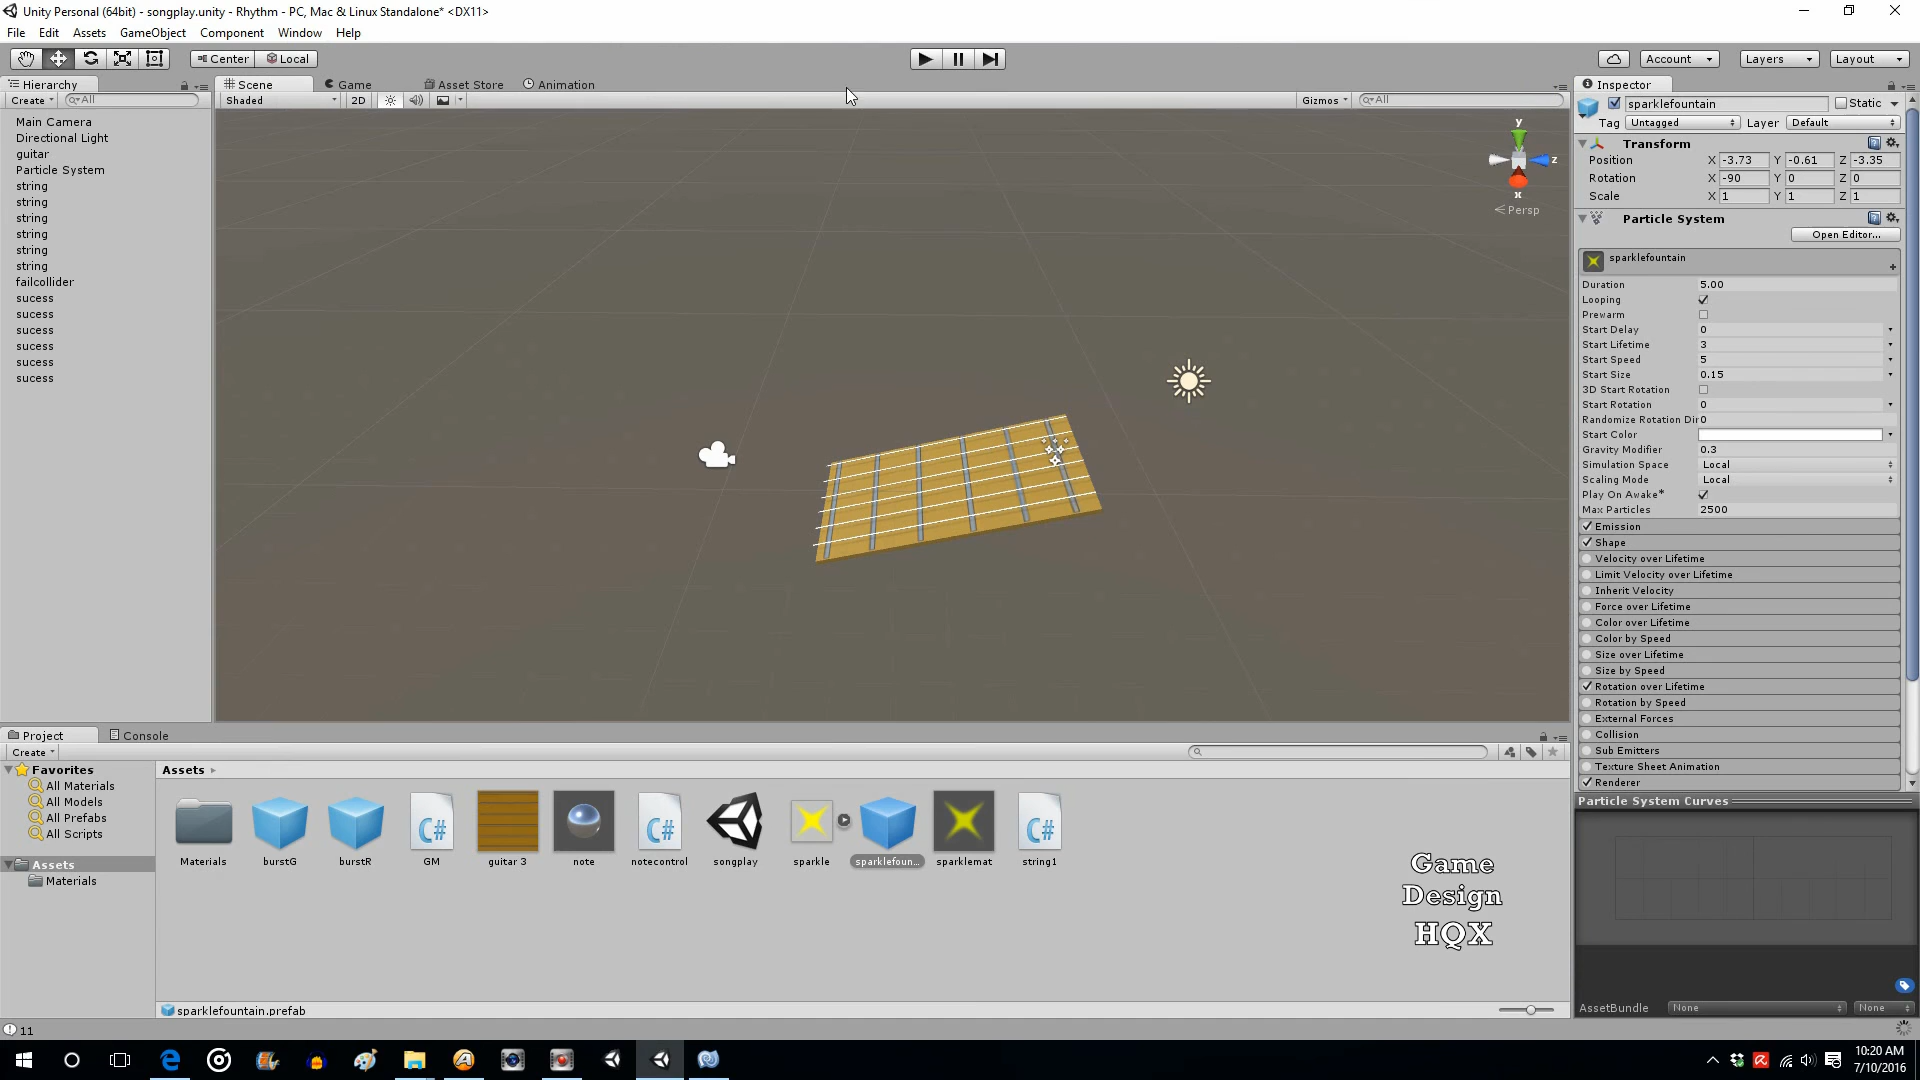 Unity Personal (64bit) - songplay.unity - Rhythm - PC, Mac & Linux Standalone* <DX11>
File Edit Assets GameObject Component Window Help
Center Local Account Layers Layout
Hierarchy
Create All
Main Camera
Directional Light
guitar
Particle System
string
string
string
string
string
string
failcollider
sucess
sucess
sucess
sucess
sucess
sucess
Scene Game Asset Store Animation
Shaded 2D Gizmos All
y
z
x
Persp
Inspector
sparklefountain Static
Tag Untagged Layer Default
Transform
Position X -3.73 Y -0.61 Z -3.35
Rotation X -90 Y 0 Z 0
Scale X 1 Y 1 Z 1
Particle System
Open Editor...
sparklefountain
Duration 5.00
Looping
Prewarm
Start Delay 0
Start Lifetime 3
Start Speed 5
Start Size 0.15
3D Start Rotation
Start Rotation 0
Randomize Rotation Dir 0
Start Color
Gravity Modifier 0.3
Simulation Space Local
Scaling Mode Local
Play On Awake*
Max Particles 2500
Emission
Shape
Velocity over Lifetime
Limit Velocity over Lifetime
Inherit Velocity
Force over Lifetime
Color over Lifetime
Color by Speed
Size over Lifetime
Size by Speed
Rotation over Lifetime
Rotation by Speed
External Forces
Collision
Sub Emitters
Texture Sheet Animation
Renderer
Particle System Curves
AssetBundle None None
Project Console
Create
Favorites
All Materials
All Models
All Prefabs
All Scripts
Assets
Materials
Assets
C# C# C#
Materials burstG burstR GM guitar 3 note notecontrol songplay sparkle sparklefoun... sparklemat string1
Game
Design
HQX
sparklefountain.prefab
11
10:20 AM
7/10/2016